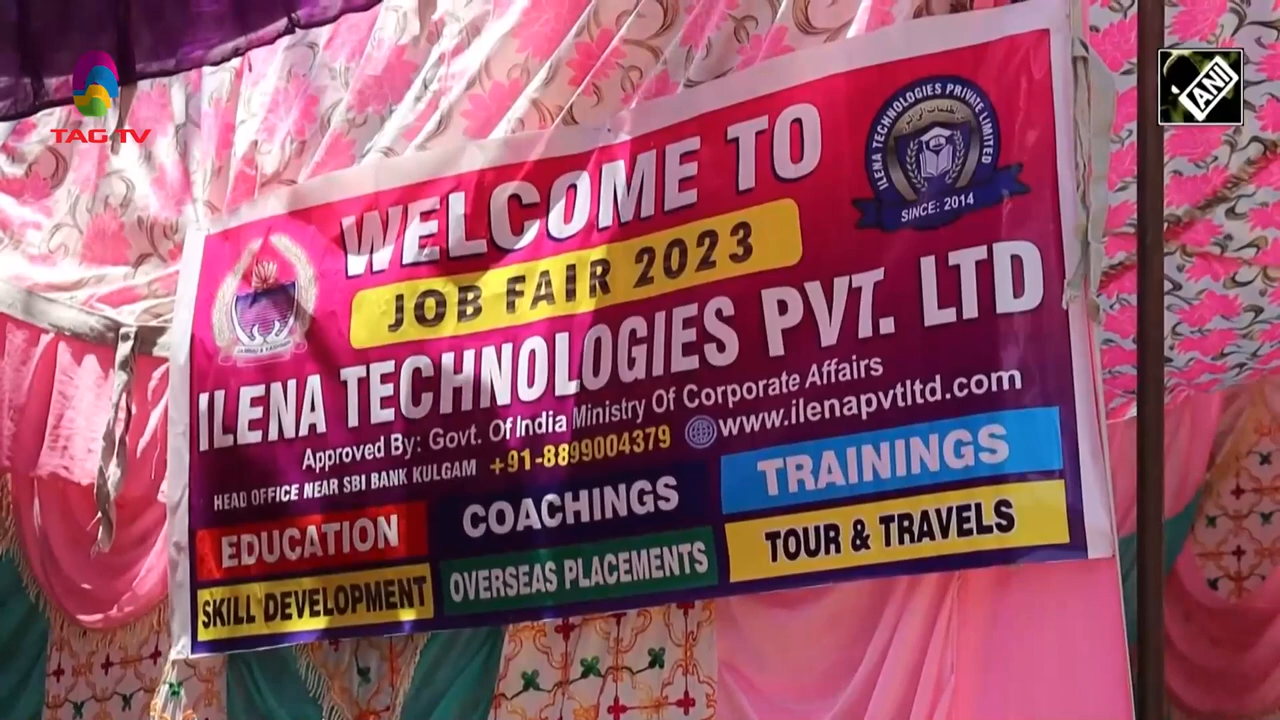 TAG TV
ANI
WELCOME TO
JOB FAIR 2023
ILENA TECHNOLOGIES PVT. LTD
Approved By: Govt. Of India Ministry Of Corporate Affairs
HEAD OFFICE NEAR SBI BANK KULGAM +91-8899004379 www.ilenapvtltd.com
EDUCATION
COACHINGS
TRAININGS
SKILL DEVELOPMENT
OVERSEAS PLACEMENTS
TOUR & TRAVELS
ILENA TECHNOLOGIES PRIVATE LIMITED
SINCE: 2014
JAMMU & KASHMIR